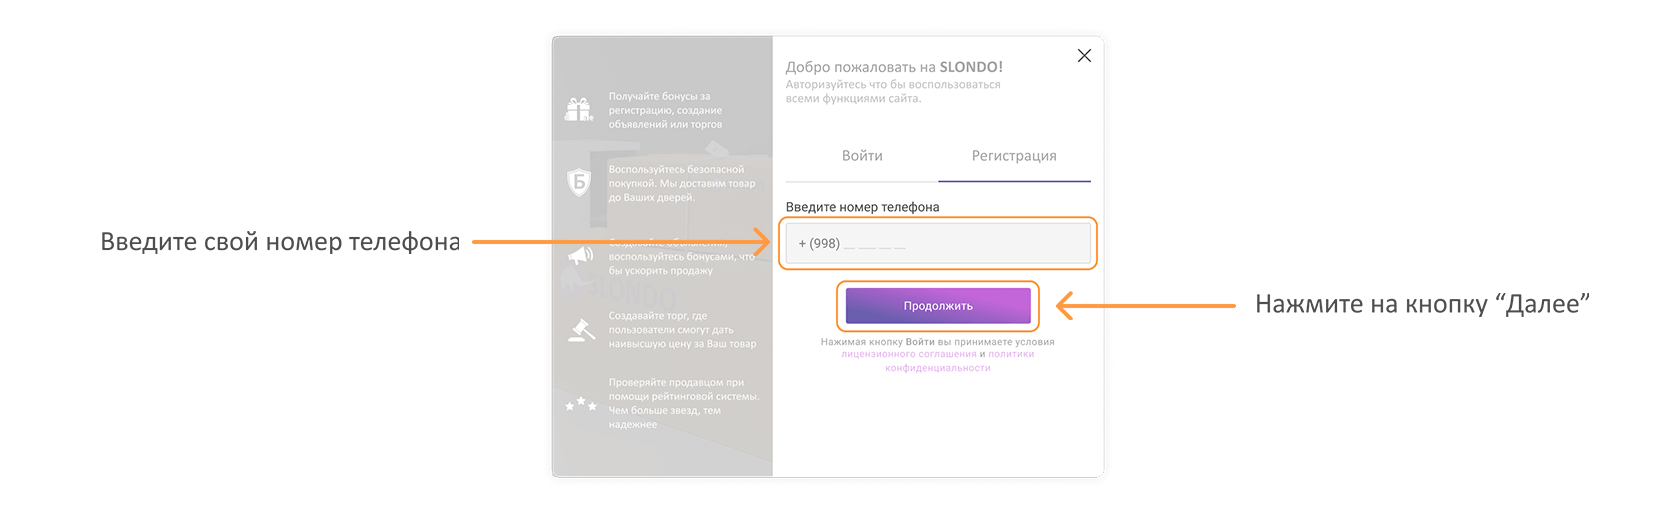 Получайте бонусы за
регистрацию, создание
объявлений или торгов
Воспользуйтесь безопасной
покупкой. Мы доставим товар
до Ваших дверей.
Создавайте объявления,
воспользуйтесь бонусами, что
бы ускорить продажу
SLONDO
Создавайте торг, где
пользователи смогут дать
наивысшую цену за Ваш товар
Проверяйте продавцом при
помощи рейтинговой системы.
Чем больше звезд, тем
надежнее
Добро пожаловать на SLONDO!
Авторизуйтесь что бы воспользоваться
всеми функциями сайта.
Войти
Регистрация
Введите номер телефона
+ (998) __ ___ __ __
Продолжить
Нажимая кнопку Войти вы принимаете условия
лицензионного соглашения и политики
конфиденциальности
Введите свой номер телефона
Нажмите на кнопку “Далее”